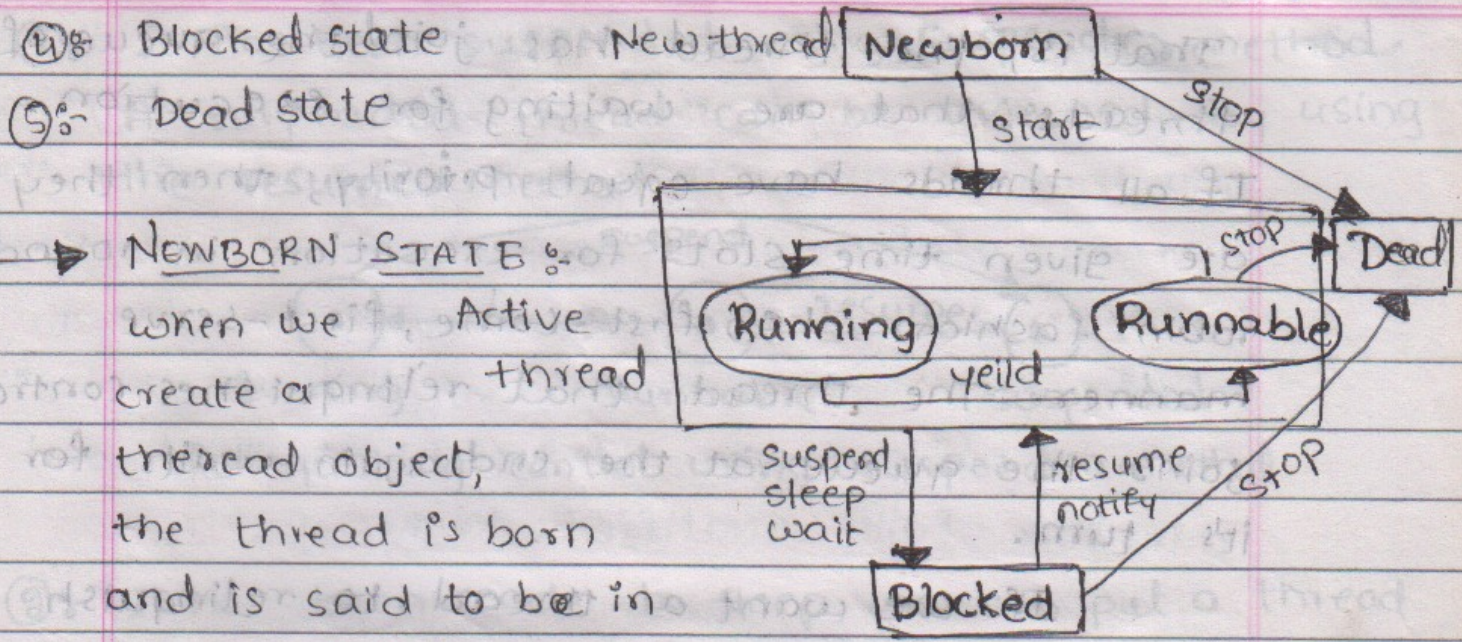 ④:- Blocked state
⑤:- Dead state
New thread
Newborn
start
Stop
Stop
Dead
Active
thread
Running
Runnable
yeild
suspend
sleep
wait
resume
notify
Stop
Blocked
NEWBORN STATE :-
when we
create a
theread object,
the thread is born
and is said to be in